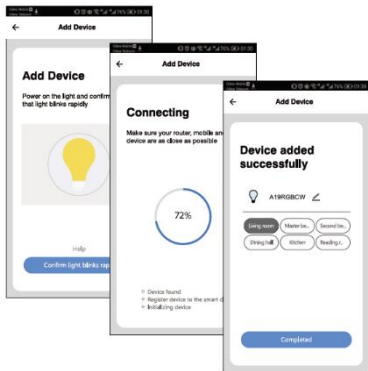 Add Device
Add Device
Power on the light and confirm
that light blinks rapidly
Help
Confirm light blinks rap
Add Device
Connecting
Make sure your router, mobile and
device are as close as possible
72%
Device found
Register device to the smart c
Initializing device
Add Device
Device added
successfully
A19RGBCW
Living room
Master be...
Second be...
Dining hall
Kitchen
Reading r...
Completed